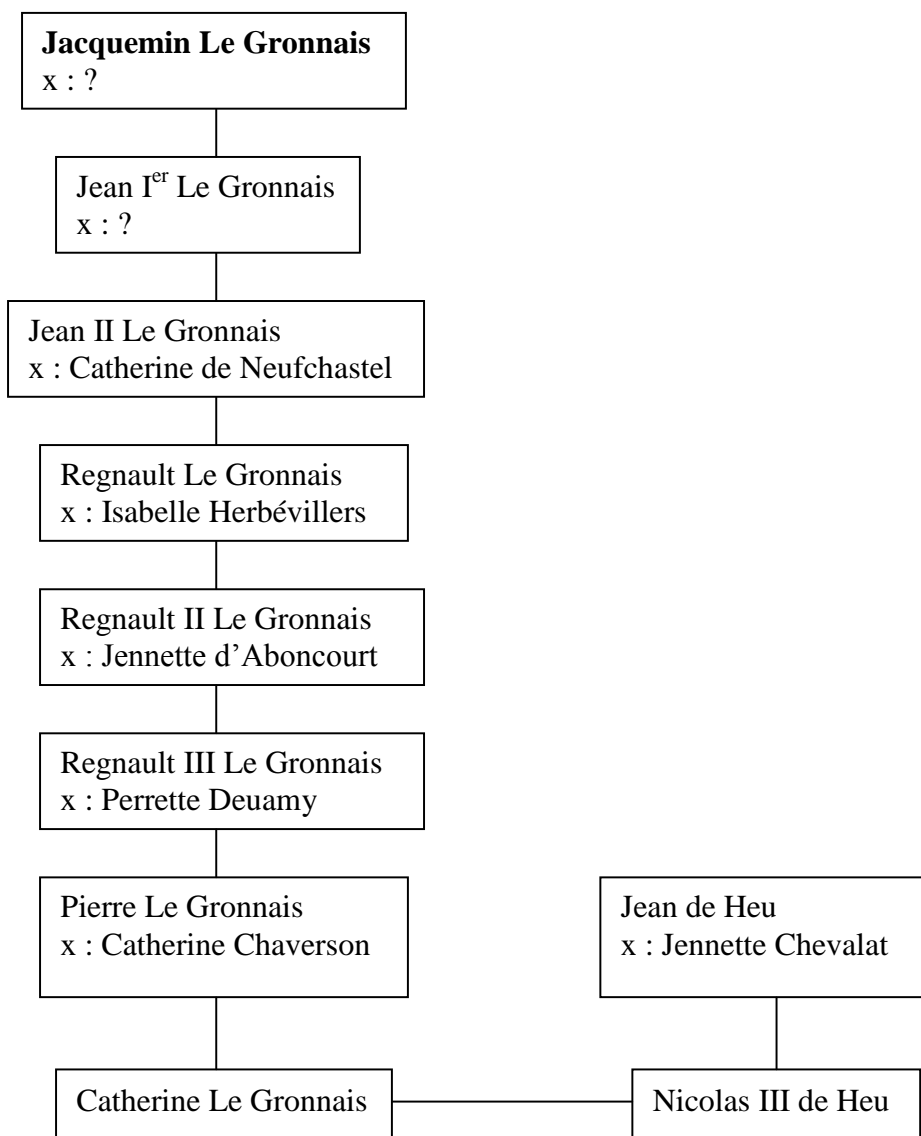 Jacquemin Le Gronnais
x : ?
Jean Ier Le Gronnais
x : ?
Jean II Le Gronnais
x : Catherine de Neufchastel
Regnault Le Gronnais
x : Isabelle Herbévillers
Regnault II Le Gronnais
x : Jennette d’Aboncourt
Regnault III Le Gronnais
x : Perrette Deuamy
Pierre Le Gronnais
x : Catherine Chaverson
Jean de Heu
x : Jennette Chevalat
Catherine Le Gronnais
Nicolas III de Heu